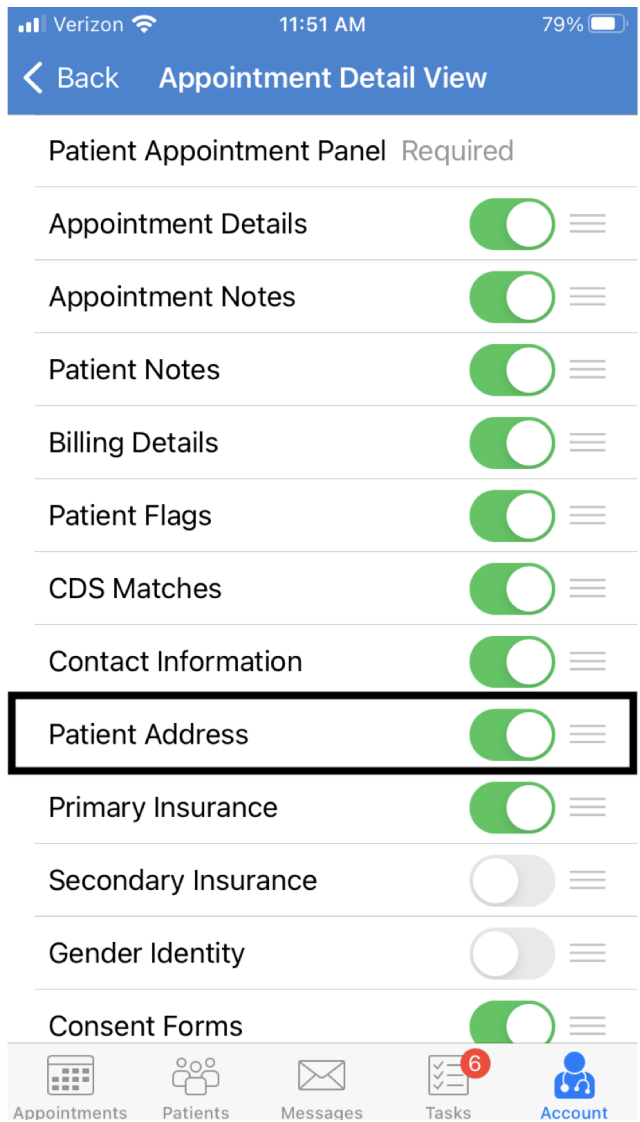 Verizon 11:51 AM 79%
Back Appointment Detail View
Patient Appointment Panel Required
Appointment Details
Appointment Notes
Patient Notes
Billing Details
Patient Flags
CDS Matches
Contact Information
Patient Address
Primary Insurance
Secondary Insurance
Gender Identity
Consent Forms
6
Appointments Patients Messages Tasks Account